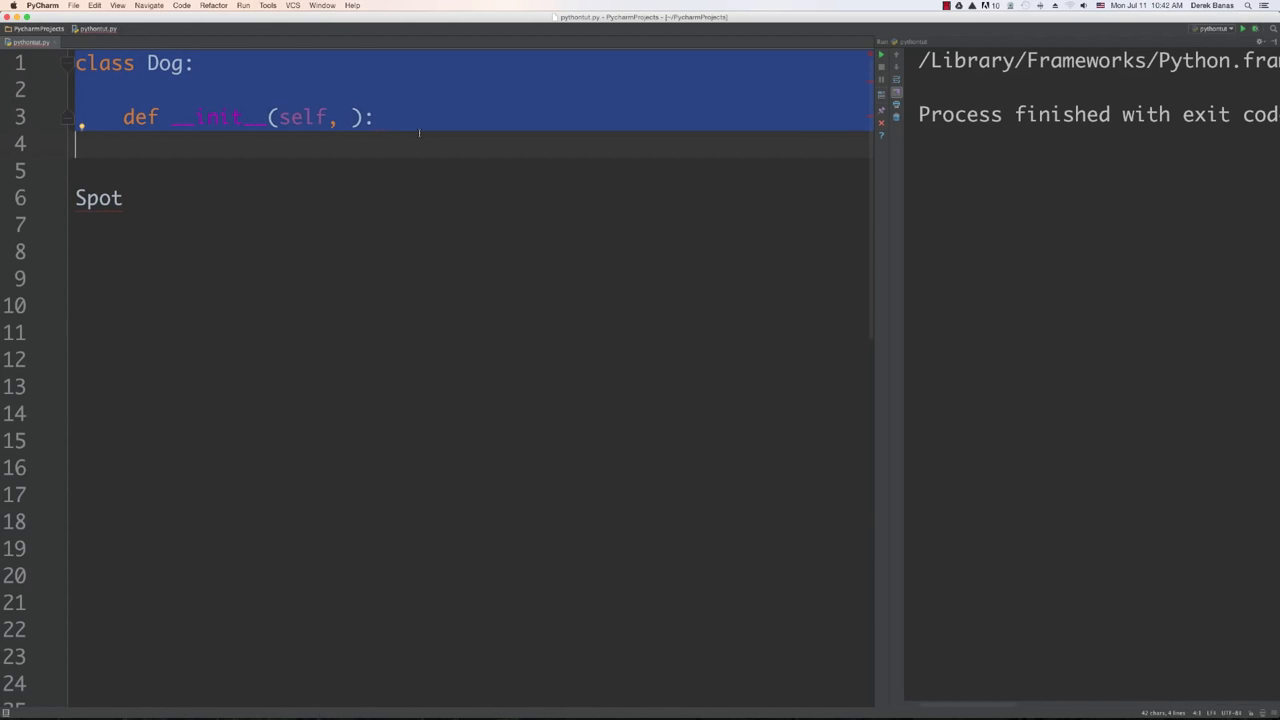 PyCharm File Edit View Navigate Code Refactor Run Tools VCS Window Help
10 Mon Jul 11 10:42 AM Derek Banas
pythontut.py - PycharmProjects - [~/PycharmProjects]
PycharmProjects pythontut.py
pythontut
pythontut.py
Run pythontut
1 class Dog:
2
3 def __init__(self, ):
4
5
6 Spot
7
8
9
10
11
12
13
14
15
16
17
18
19
20
21
22
23
24
25
/Library/Frameworks/Python.fra
Process finished with exit cod
42 chars, 4 lines 4:1 LF≠ UTF-8≠